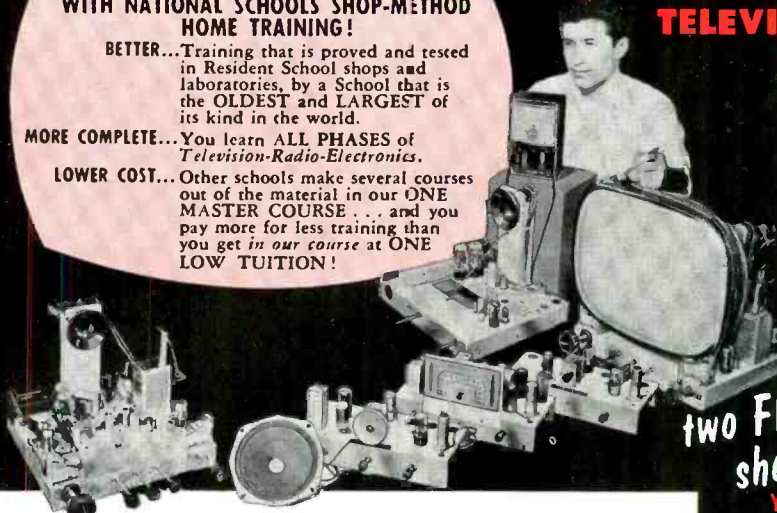 WITH NATIONAL SCHOOLS SHOP-METHOD
HOME TRAINING!
BETTER...Training that is proved and tested
in Resident School shops and
laboratories, by a School that is
the OLDEST and LARGEST of
its kind in the world.
MORE COMPLETE...You learn ALL PHASES of
Television-Radio-Electronics.
LOWER COST...Other schools make several courses
out of the material in our ONE
MASTER COURSE . . . and you
pay more for less training than
you get in our course at ONE
LOW TUITION!
TELEVI
two F
sh